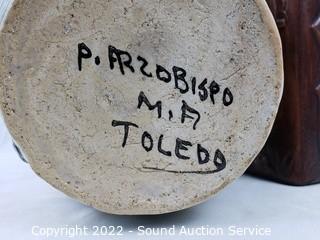 P. ARZOBISPO
M.A
TOLEDO
Copyright 2022 - Sound Auction Service